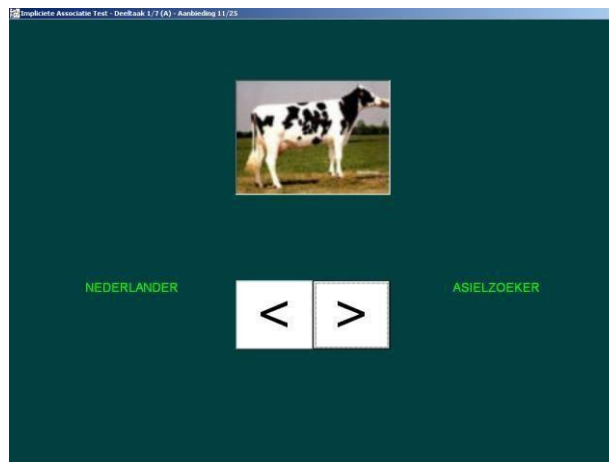 Impliciete Associatie Test - Deeltaak 1/7 (A) - Aanbieding 11/25
NEDERLANDER
<
>
ASIELZOEKER